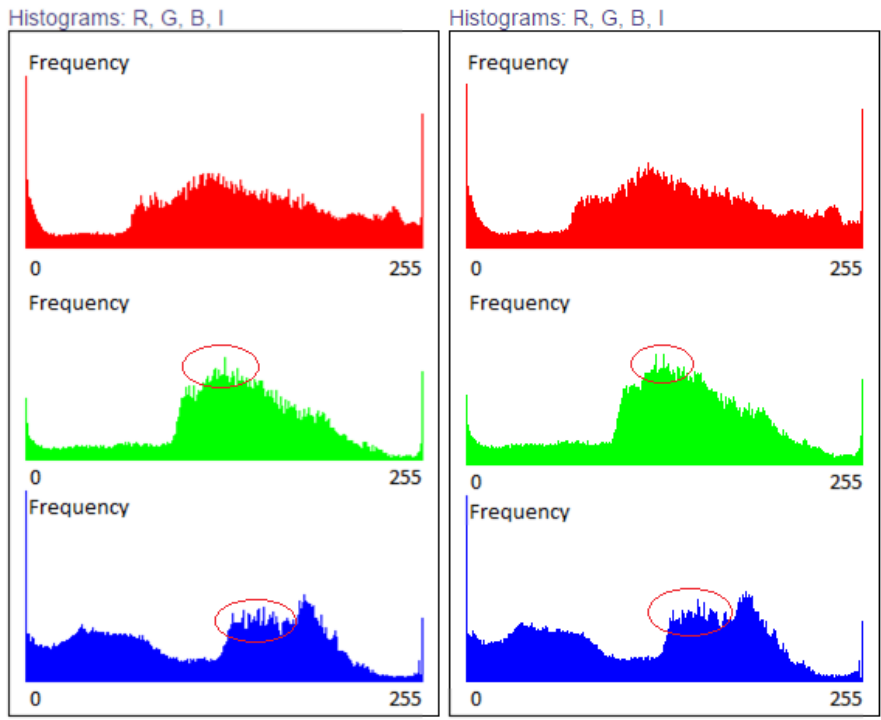 Histograms: R, G, B, I
Frequency
0 255
Frequency
0 255
Frequency
0 255
Histograms: R, G, B, I
Frequency
0 255
Frequency
0 255
Frequency
0 255